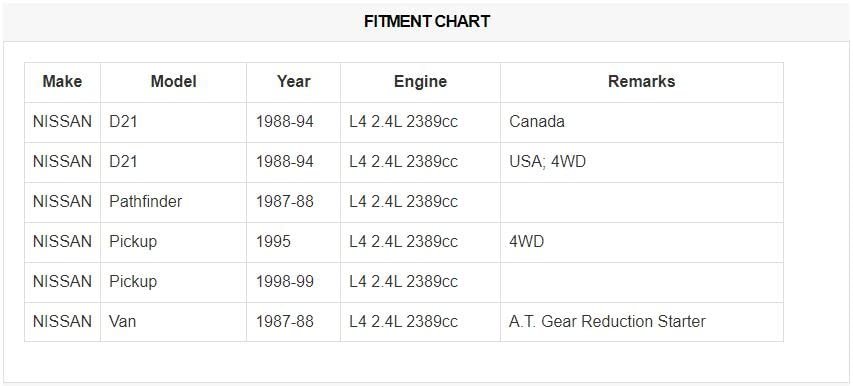 FITMENT CHART
Make Model Year Engine Remarks
NISSAN D21 1988-94 L4 2.4L 2389cc Canada
NISSAN D21 1988-94 L4 2.4L 2389cc USA; 4WD
NISSAN Pathfinder 1987-88 L4 2.4L 2389cc
NISSAN Pickup 1995 L4 2.4L 2389cc 4WD
NISSAN Pickup 1998-99 L4 2.4L 2389cc
NISSAN Van 1987-88 L4 2.4L 2389cc A.T. Gear Reduction Starter